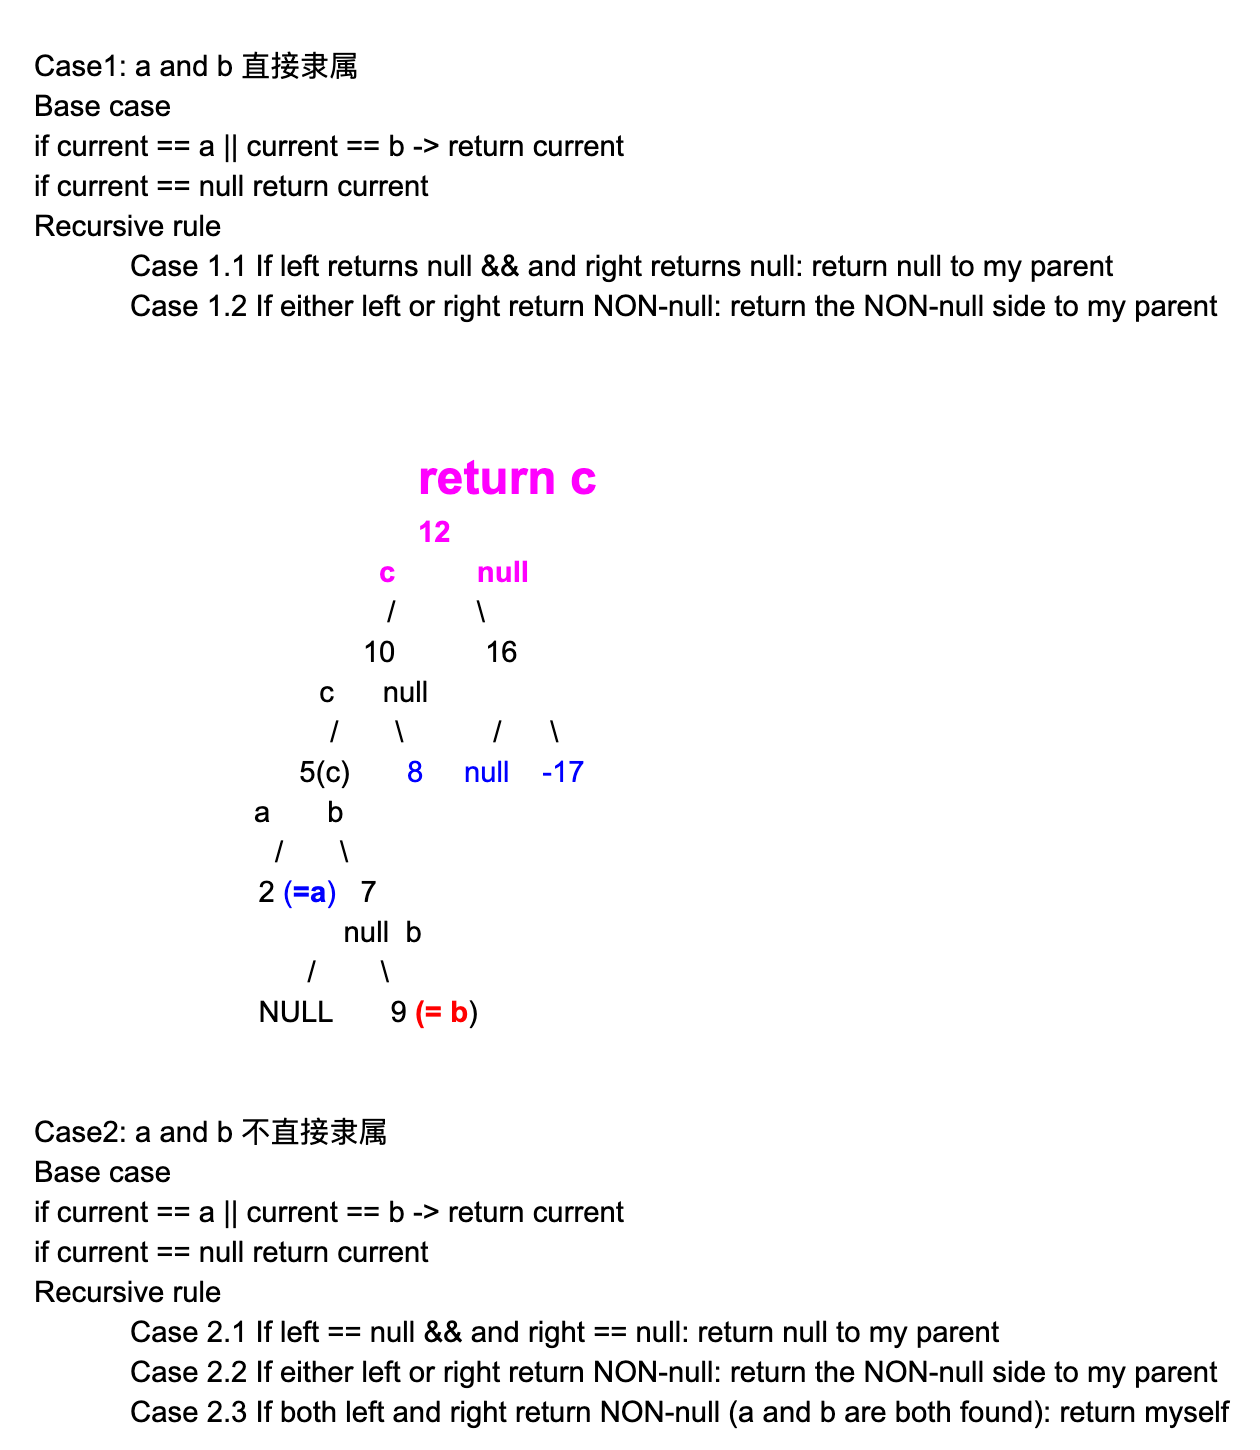 Case1: a and b 直接隶属
Base case
if current == a || current == b -> return current
if current == null return current
Recursive rule
Case 1.1 If left returns null && and right returns null: return null to my parent
Case 1.2 If either left or right return NON-null: return the NON-null side to my parent
return c
12
c null
/ \
10 16
c null
/ \ / \
5(c) 8 null -17
a b
/ \
2 (=a) 7
null b
/ \
NULL 9 (= b)
Case2: a and b 不直接隶属
Base case
if current == a || current == b -> return current
if current == null return current
Recursive rule
Case 2.1 If left == null && and right == null: return null to my parent
Case 2.2 If either left or right return NON-null: return the NON-null side to my parent
Case 2.3 If both left and right return NON-null (a and b are both found): return myself